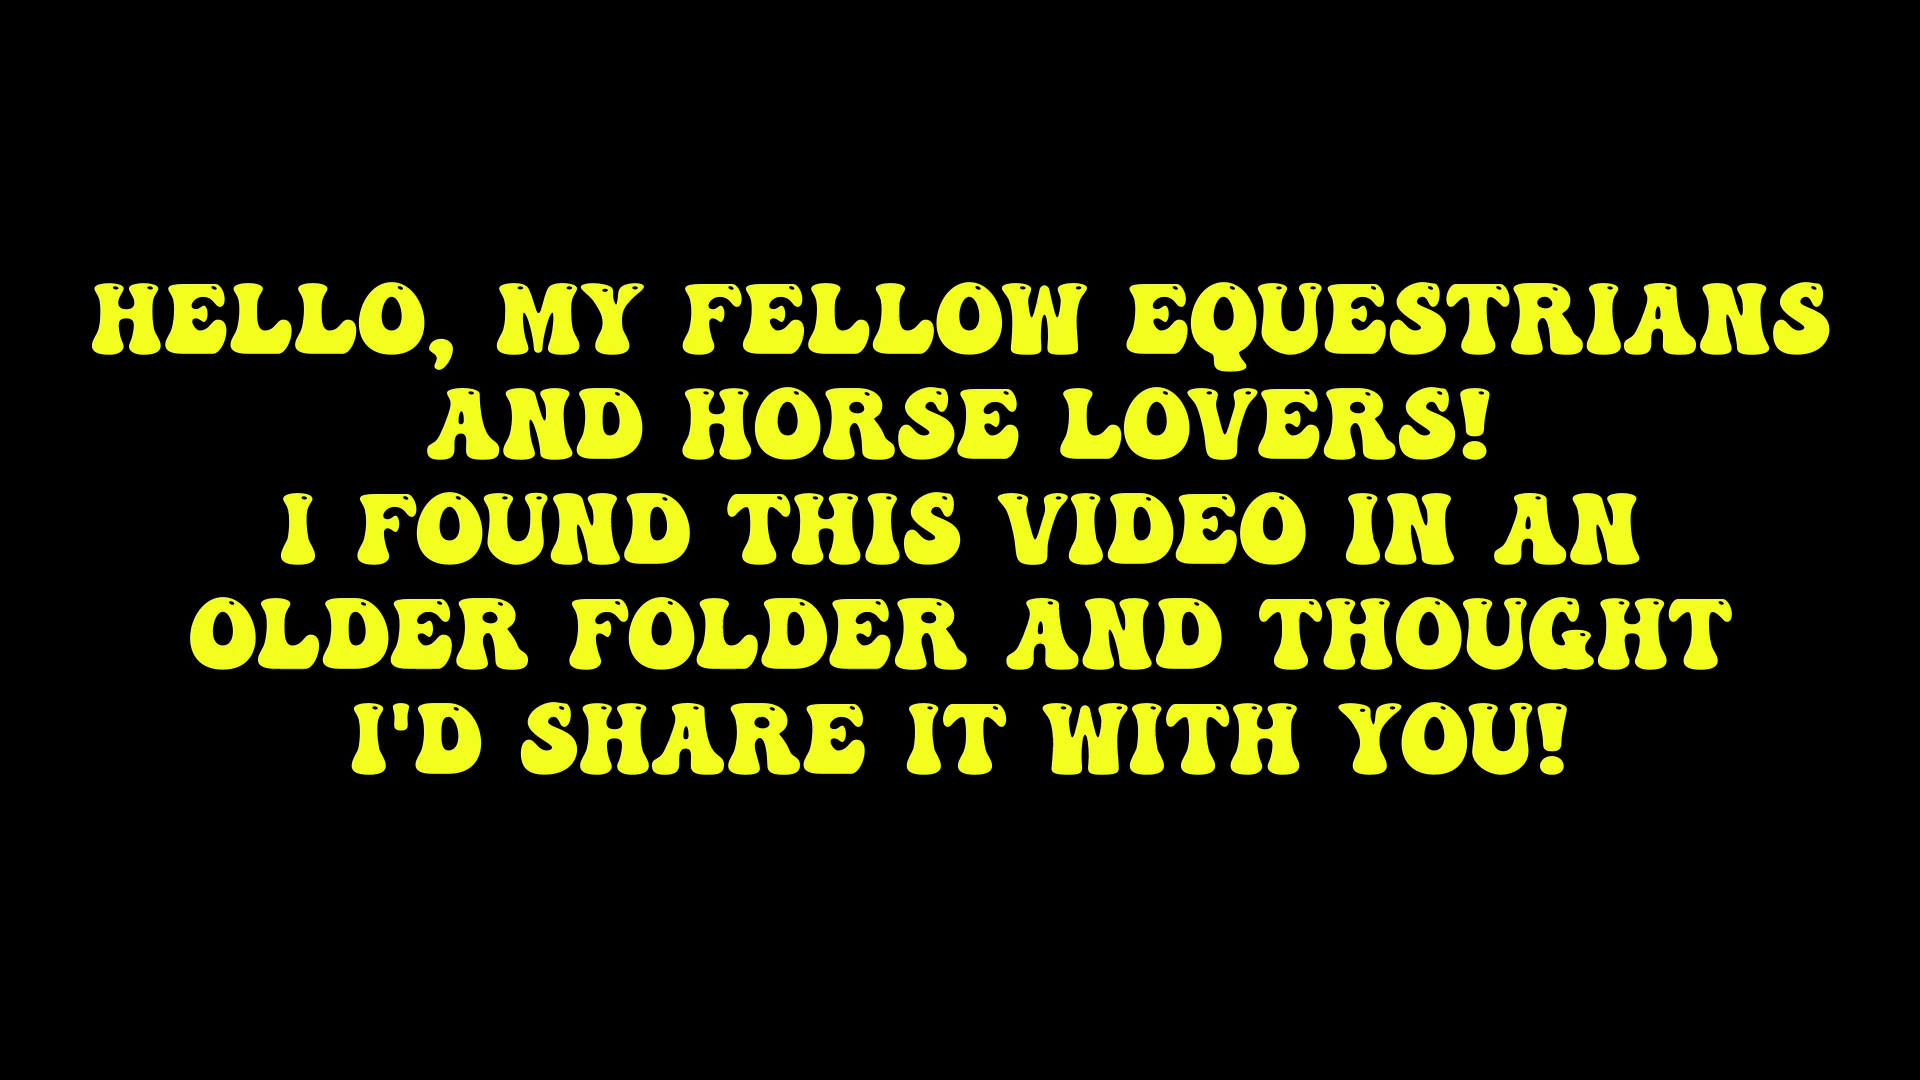 HELLO, MY FELLOW EQUESTRIANS
AND HORSE LOVERS!
I FOUND THIS VIDEO IN AN
OLDER FOLDER AND THOUGHT
I'D SHARE IT WITH YOU!